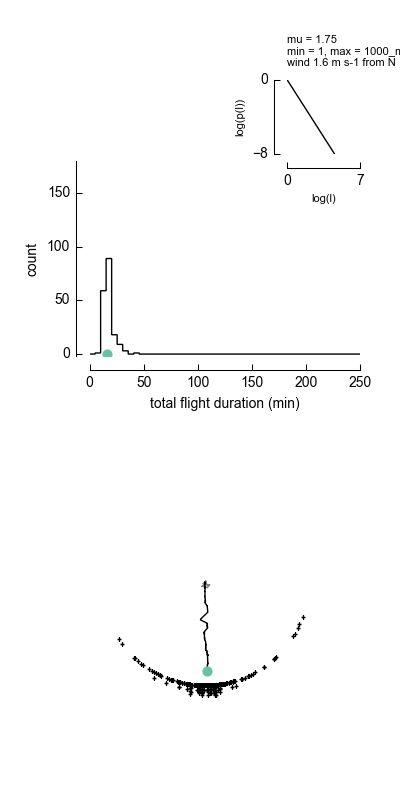 mu = 1.75
min = 1, max = 1000_m
wind 1.6 m s-1 from N
0
log(p(l))
−8
0
7
log(l)
150
100
50
0
count
0
50
100
150
200
250
total flight duration (min)